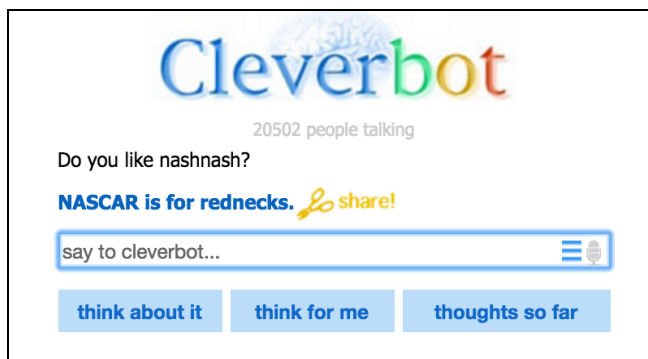 Cleverbot
20502 people talking
Do you like nashnash?
NASCAR is for rednecks. share!
say to cleverbot...
think about it think for me thoughts so far